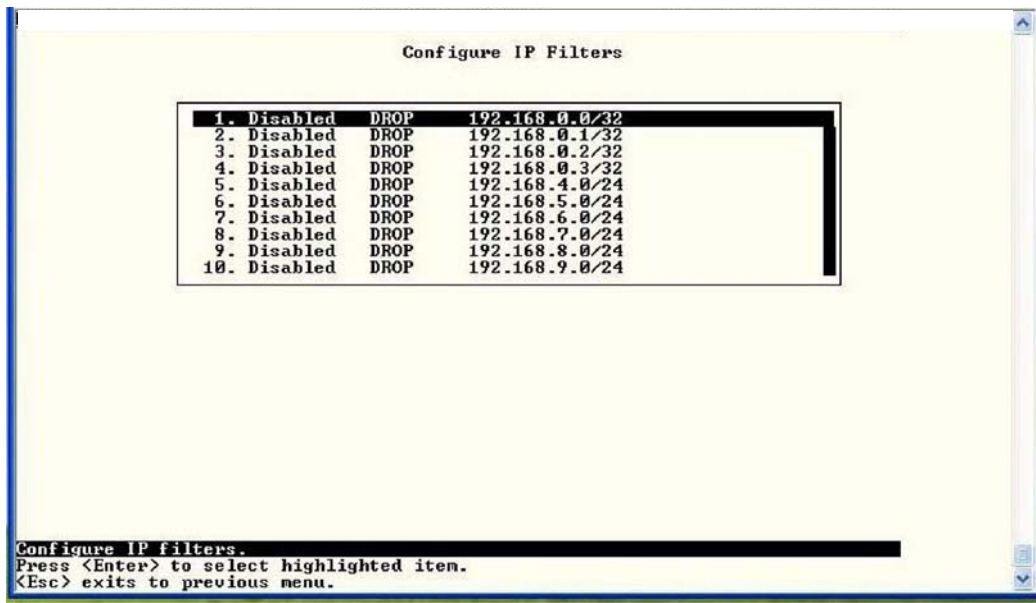 Configure IP Filters
1. Disabled DROP 192.168.0.0/32
2. Disabled DROP 192.168.0.1/32
3. Disabled DROP 192.168.0.2/32
4. Disabled DROP 192.168.0.3/32
5. Disabled DROP 192.168.4.0/24
6. Disabled DROP 192.168.5.0/24
7. Disabled DROP 192.168.6.0/24
8. Disabled DROP 192.168.7.0/24
9. Disabled DROP 192.168.8.0/24
10. Disabled DROP 192.168.9.0/24
Configure IP filters.
Press <Enter> to select highlighted item.
<Esc> exits to previous menu.